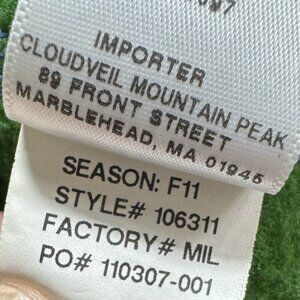 IMPORTER
CLOUDVEIL MOUNTAIN PEAK
89 FRONT STREET
MARBLEHEAD, MA 01945
SEASON: F11
STYLE# 106311
FACTORY# MIL
PO# 110307-001